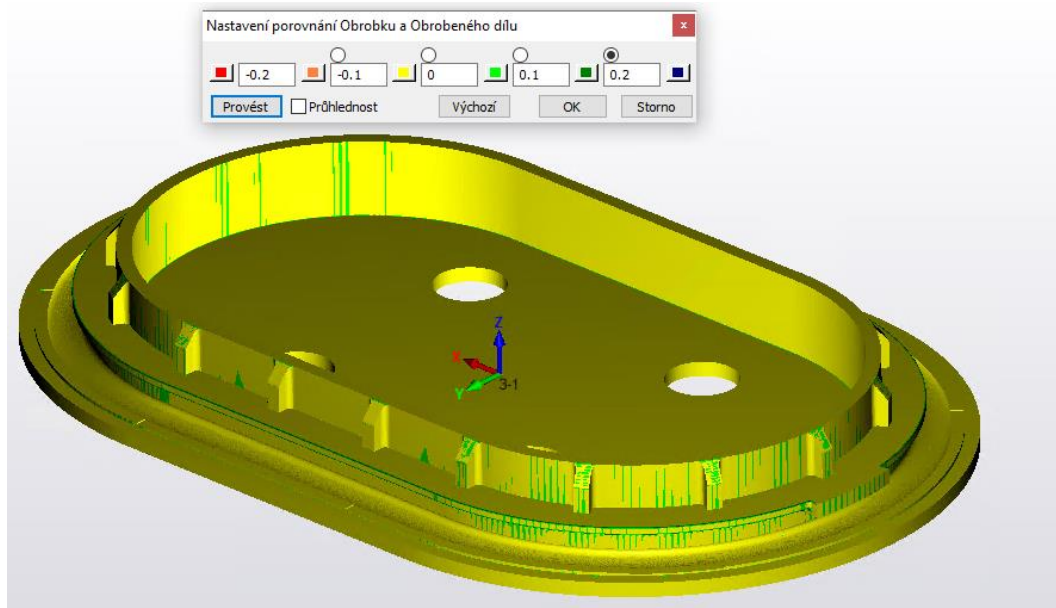 Nastavení porovnání Obrobku a Obrobeného dílu x
-0.2 -0.1 0 0.1 0.2
Provést Průhlednost Výchozí OK Storno
Z
X
Y 3-1